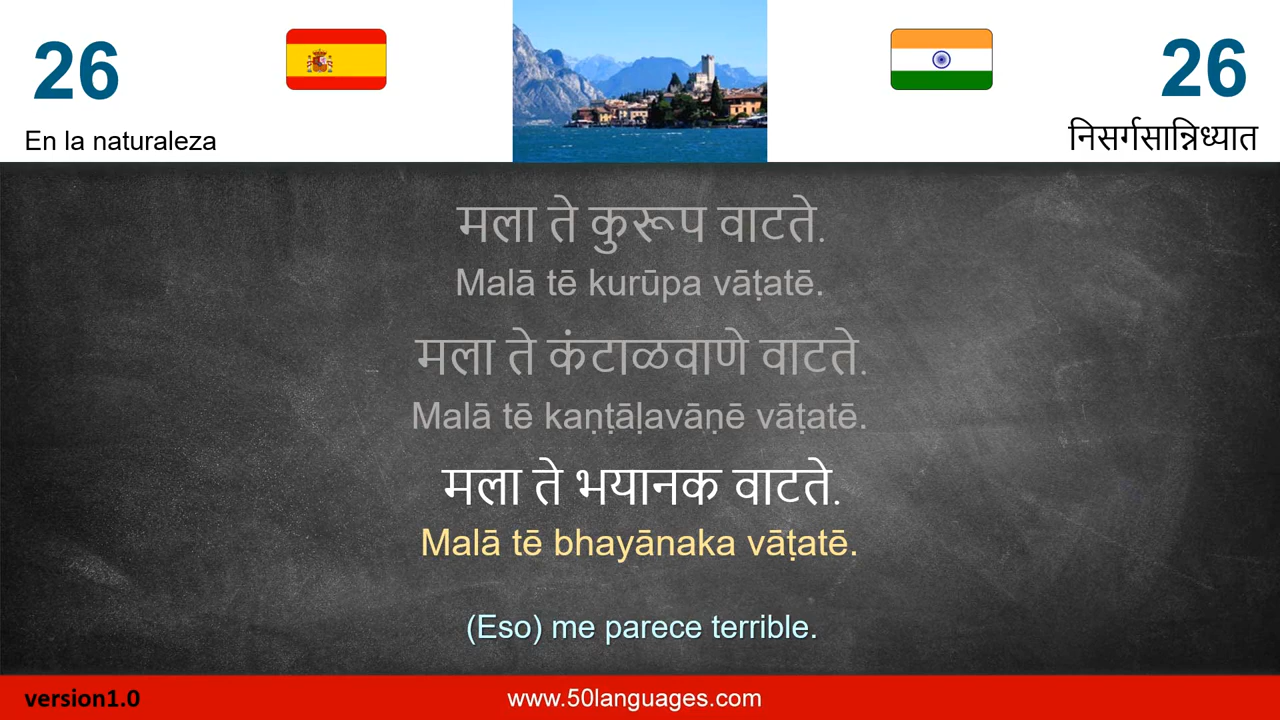 26
26
En la naturaleza
निसर्गसान्निध्यात
मला ते कुरूप वाटते.
Malā tē kurūpa vāṭatē.
मला ते कंटाळवाणे वाटते.
Malā tē kaṇṭāḷavāṇē vāṭatē.
मला ते भयानक वाटते.
Malā tē bhayānaka vāṭatē.
(Eso) me parece terrible.
version1.0
www.50languages.com